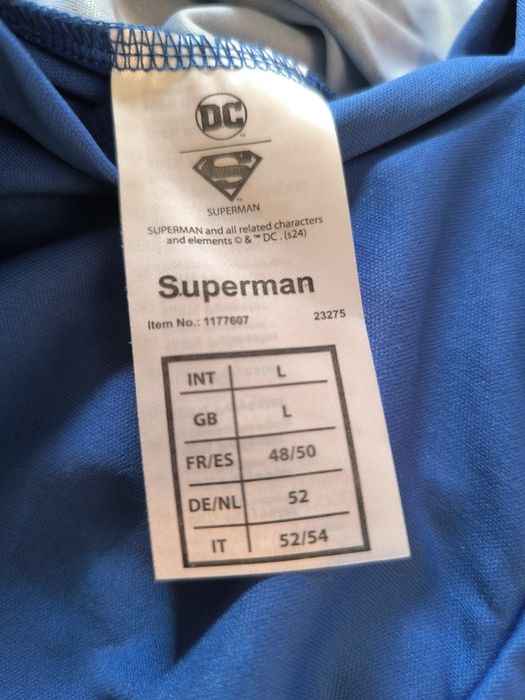 DC
S
SUPERMAN
SUPERMAN and all related characters
and elements © & ™ DC . (s24)
Superman
Item No.: 1177607 23275
INT L
GB L
FR/ES 48/50
DE/NL 52
IT 52/54